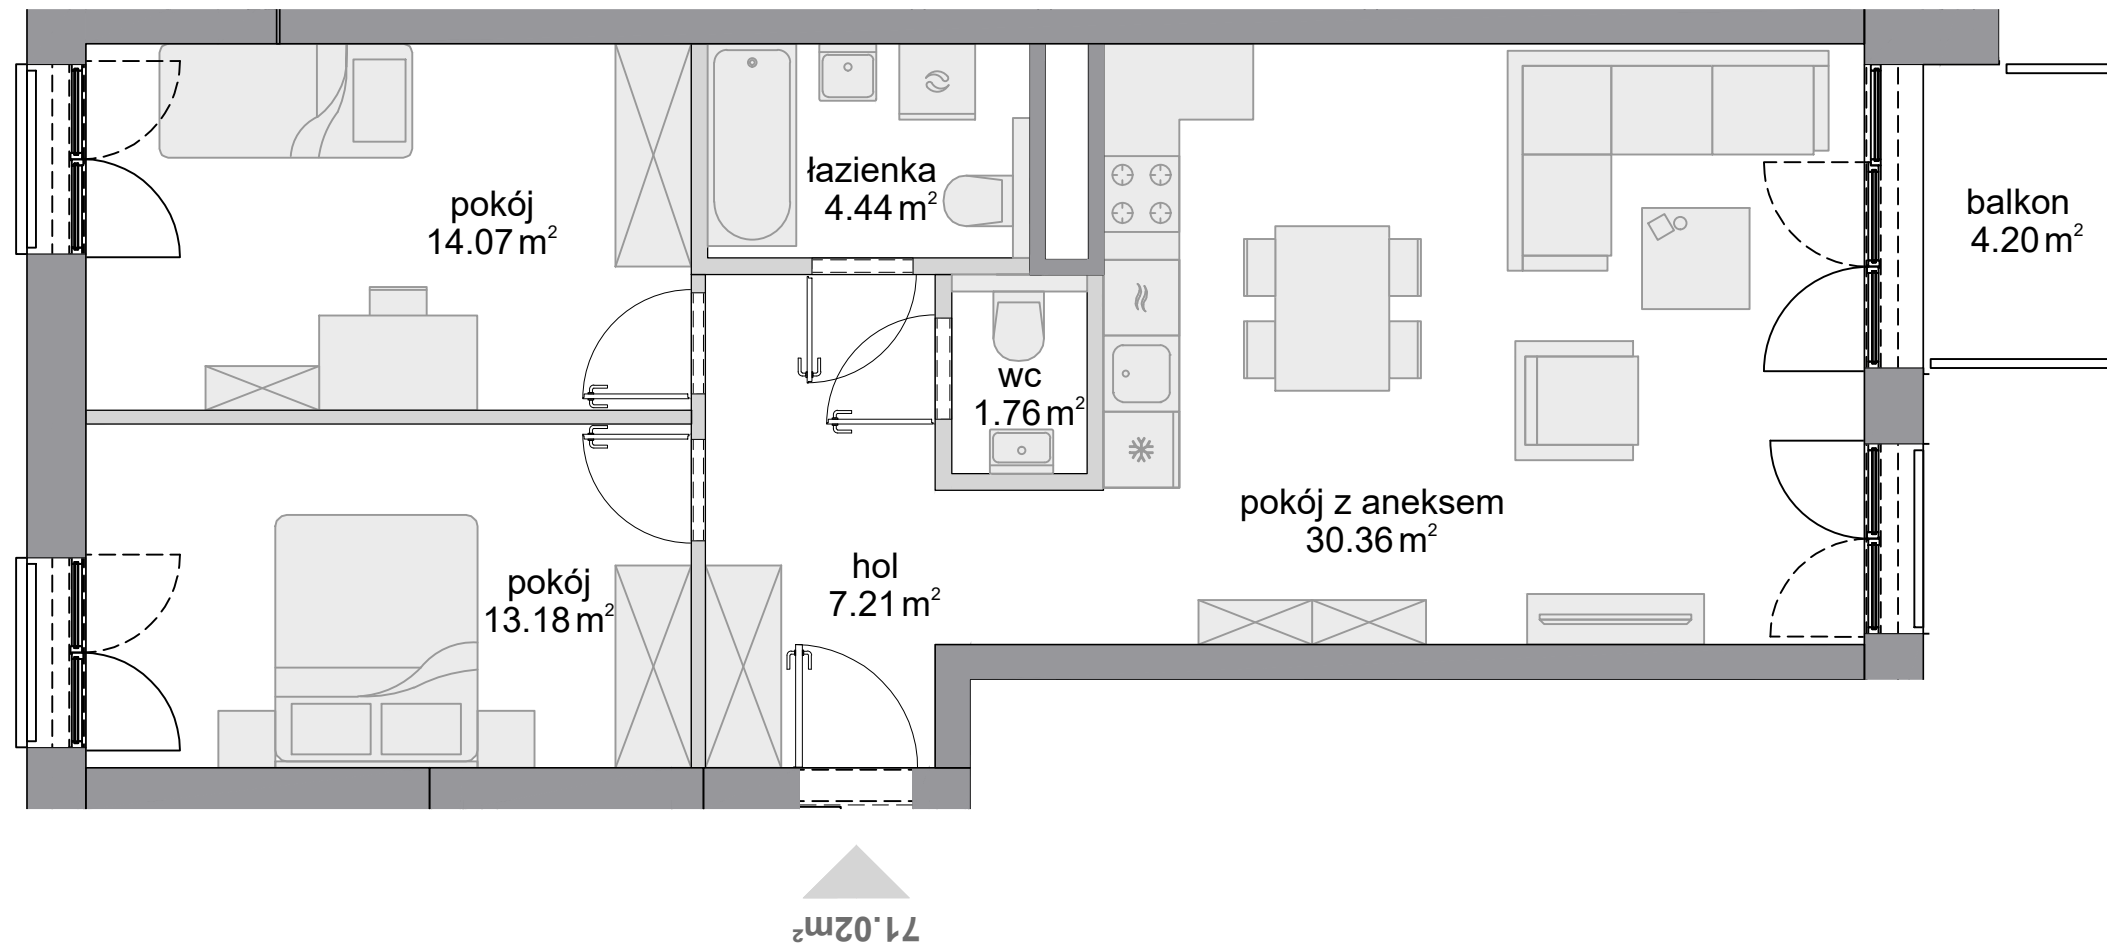 łazienka
4.44 m²
pokój
14.07 m²
balkon
4.20 m²
wc
1.76 m²
pokój z aneksem
30.36 m²
hol
7.21 m²
pokój
13.18 m²
71.02m²